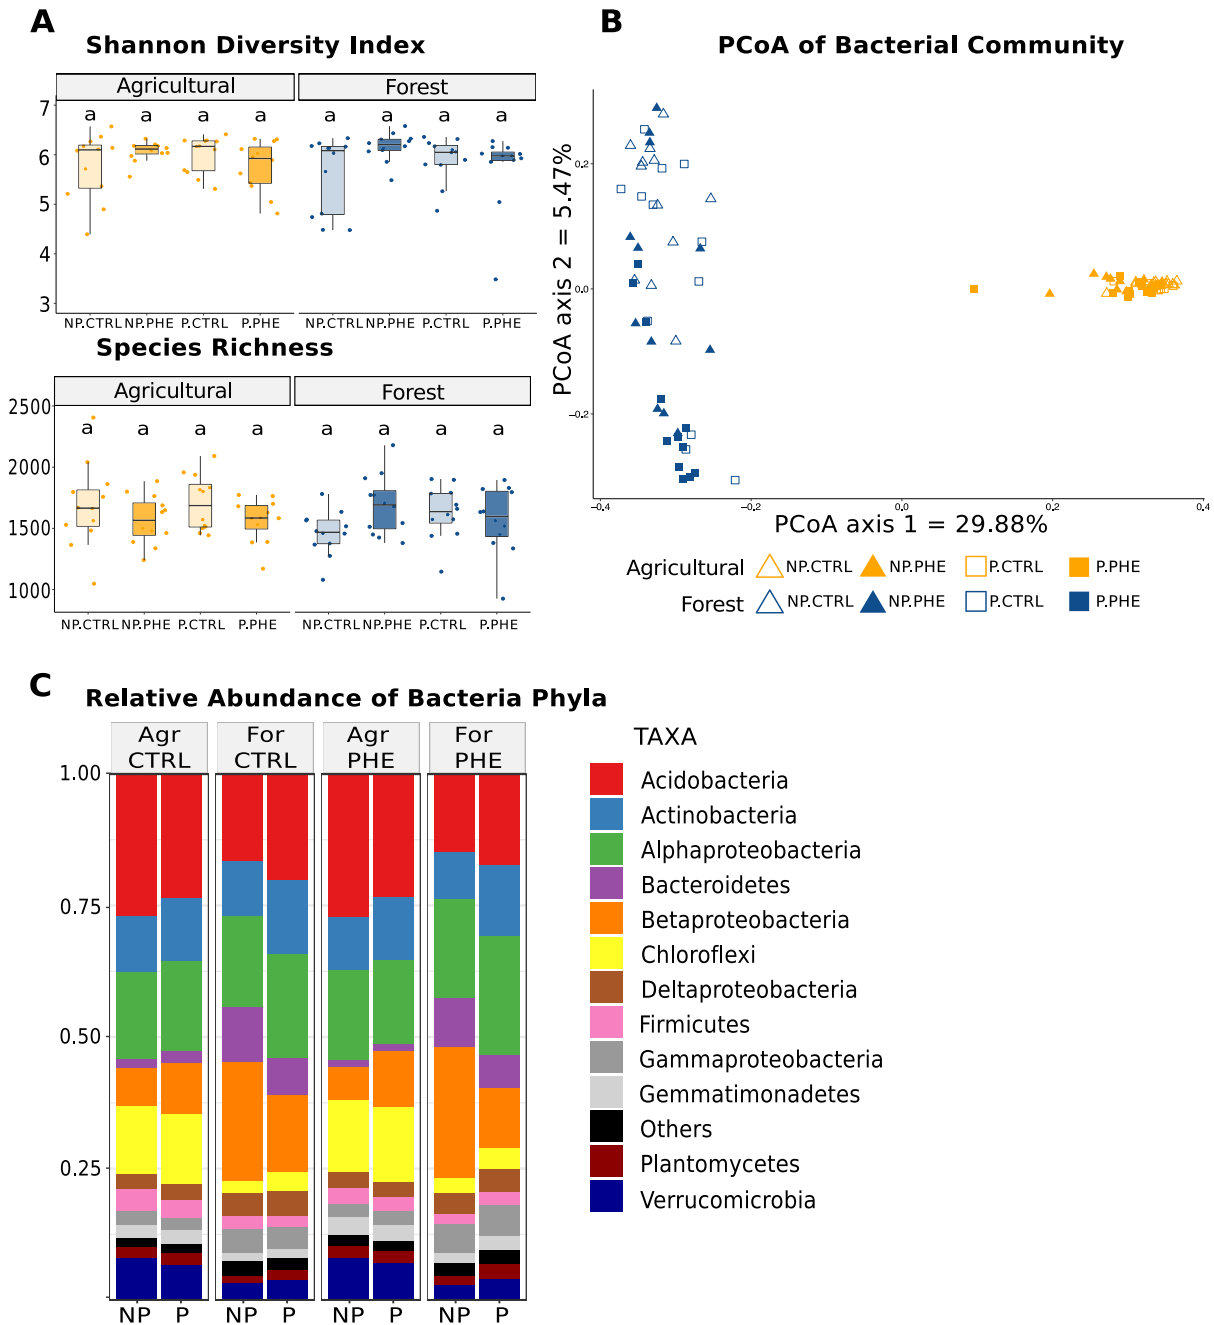 A
Shannon Diversity Index
Agricultural
Forest
7
6
5
4
3
a a a a a a a a
NP.CTRL NP.PHE P.CTRL P.PHE NP.CTRL NP.PHE P.CTRL P.PHE
Species Richness
Agricultural
Forest
2500
2000
1500
1000
a a a a a a a a
NP.CTRL NP.PHE P.CTRL P.PHE NP.CTRL NP.PHE P.CTRL P.PHE
B
PCoA of Bacterial Community
PCoA axis 2 = 5.47%
0.2
0.0
−0.2
−0.4 −0.2 0.0 0.2 0.4
PCoA axis 1 = 29.88%
Agricultural NP.CTRL NP.PHE P.CTRL P.PHE
Forest NP.CTRL NP.PHE P.CTRL P.PHE
C
Relative Abundance of Bacteria Phyla
Agr CTRL
For CTRL
Agr PHE
For PHE
1.00
0.75
0.50
0.25
NP P NP P NP P NP P
TAXA
Acidobacteria
Actinobacteria
Alphaproteobacteria
Bacteroidetes
Betaproteobacteria
Chloroflexi
Deltaproteobacteria
Firmicutes
Gammaproteobacteria
Gemmatimonadetes
Others
Plantomycetes
Verrucomicrobia